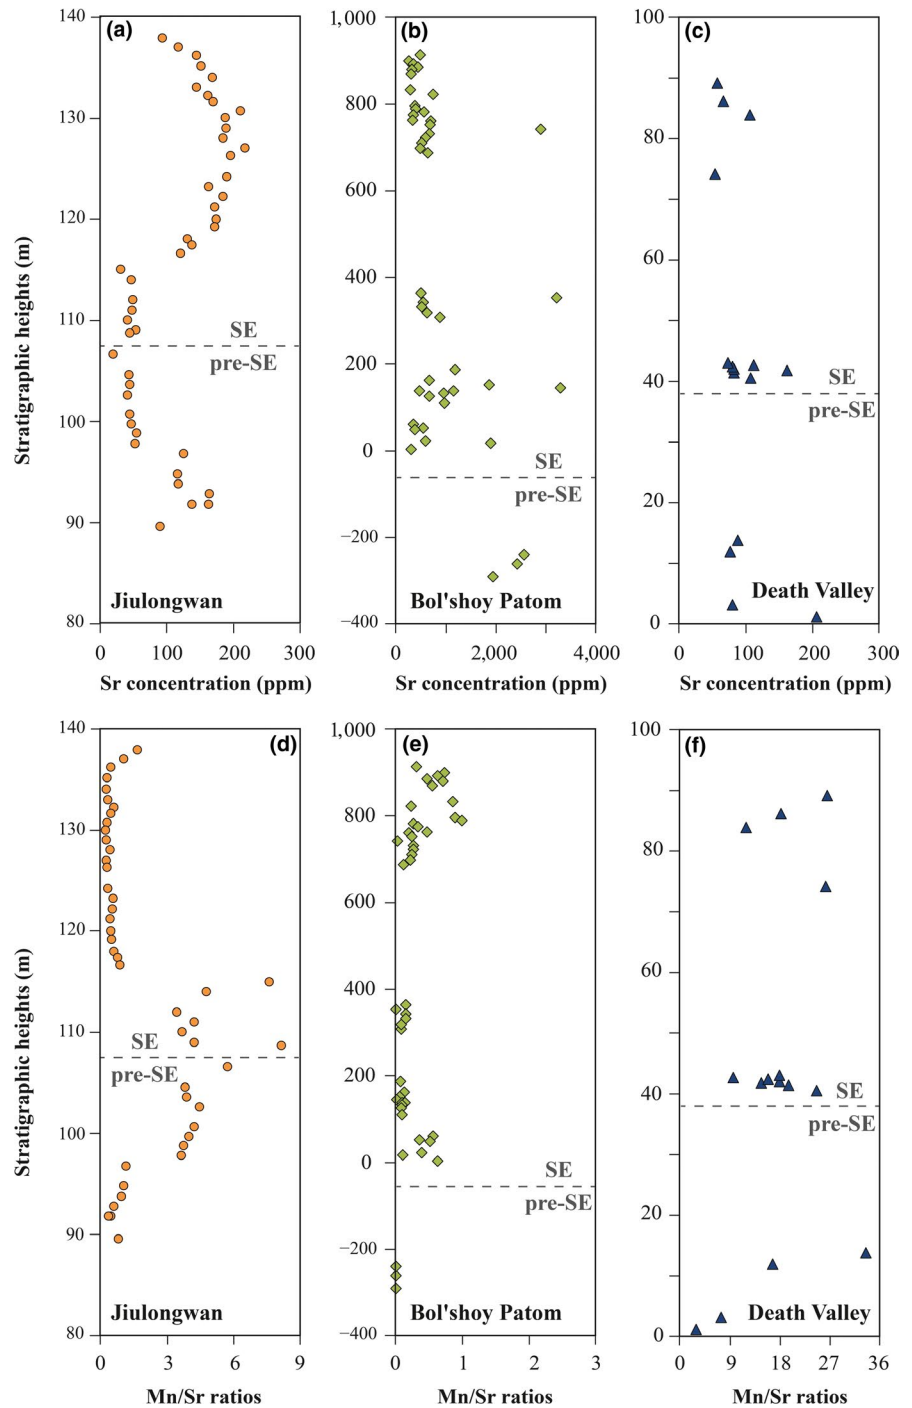 (a)
140
130
120
110
100
90
80
SE
pre-SE
Jiulongwan
0 100 200 300
Sr concentration (ppm)
Stratigraphic heights (m)
(b)
1,000
800
600
400
200
0
−200
−400
SE
pre-SE
Bol'shoy Patom
0 2,000 4,000
Sr concentration (ppm)
(c)
100
80
60
40
20
0
SE
pre-SE
Death Valley
0 100 200 300
Sr concentration (ppm)
(d)
140
130
120
110
100
90
80
SE
pre-SE
Jiulongwan
0 3 6 9
Mn/Sr ratios
Stratigraphic heights (m)
(e)
1,000
800
600
400
200
0
−200
−400
SE
pre-SE
Bol'shoy Patom
0 1 2 3
Mn/Sr ratios
(f)
100
80
60
40
20
0
SE
pre-SE
Death Valley
0 9 18 27 36
Mn/Sr ratios